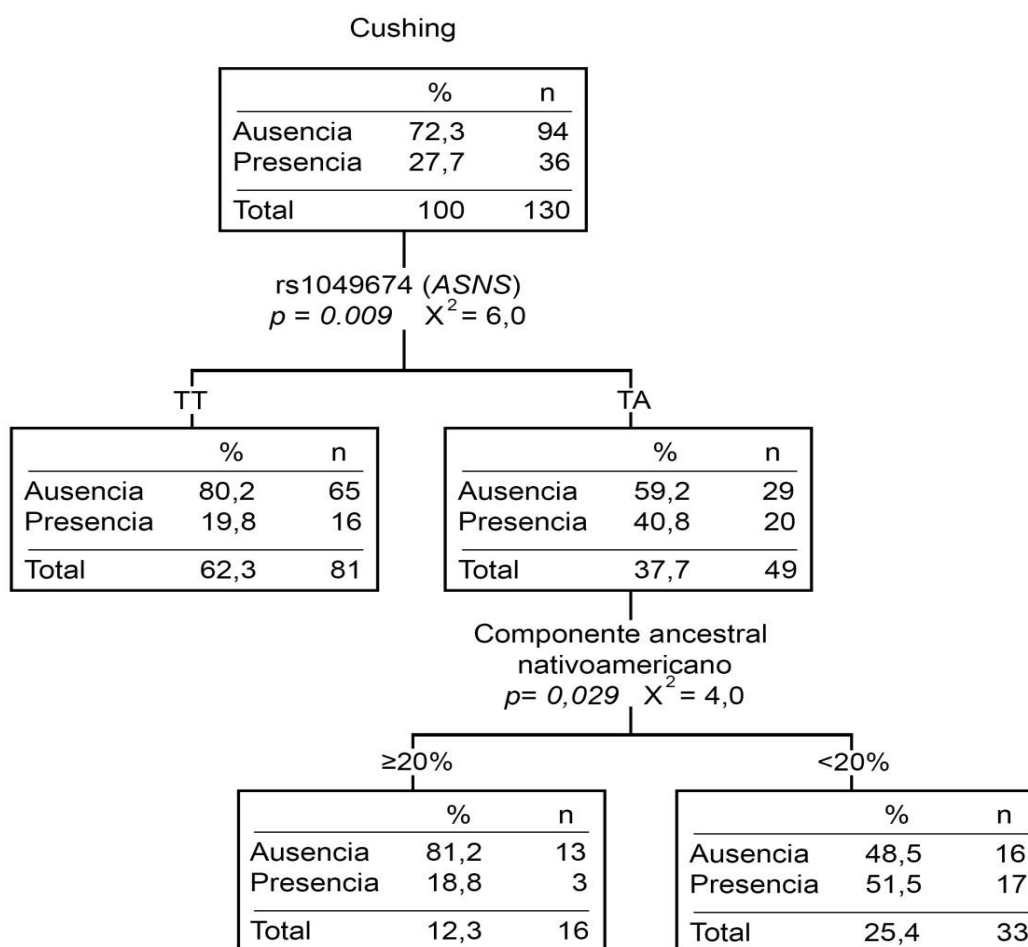 Cushing
% n
Ausencia 72,3 94
Presencia 27,7 36
Total 100 130
rs1049674 (ASNS)
p = 0.009 X² = 6,0
TT
% n
Ausencia 80,2 65
Presencia 19,8 16
Total 62,3 81
TA
% n
Ausencia 59,2 29
Presencia 40,8 20
Total 37,7 49
Componente ancestral
nativoamericano
p= 0,029 X² = 4,0
≥20%
% n
Ausencia 81,2 13
Presencia 18,8 3
Total 12,3 16
<20%
% n
Ausencia 48,5 16
Presencia 51,5 17
Total 25,4 33